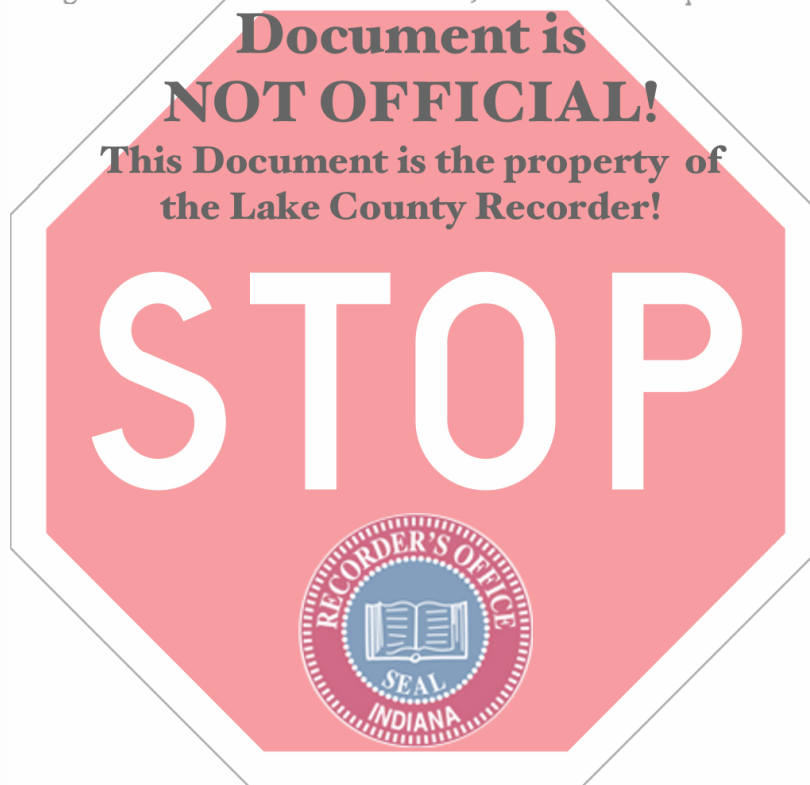 Document is
NOT OFFICIAL!
This Document is the property of
the Lake County Recorder!
STOP
RECORDER'S OFFICE
SEAL
INDIANA